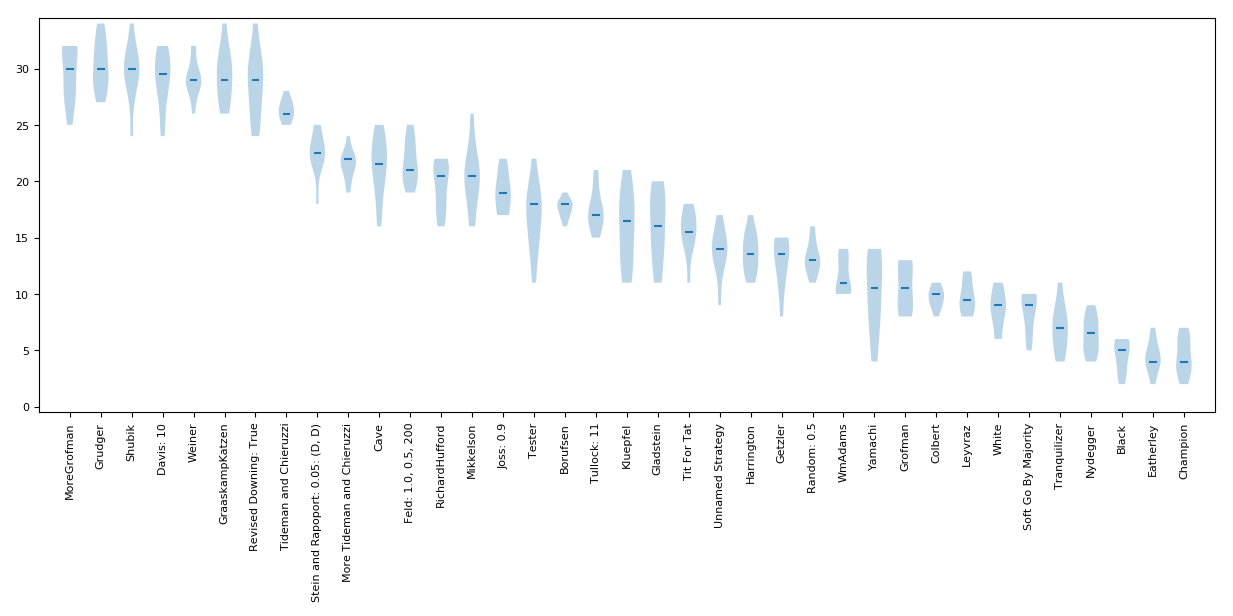 30
25
20
15
10
5
0
MoreGrofman
Grudger
Shubik
Davis: 10
Weiner
GraaskampKatzen
Revised Downing: True
Tideman and Chieruzzi
Stein and Rapoport: 0.05: (D, D)
More Tideman and Chieruzzi
Cave
Feld: 1.0, 0.5, 200
RichardHufford
Mikkelson
Joss: 0.9
Tester
Borufsen
Tullock: 11
Kluepfel
Gladstein
Tit For Tat
Unnamed Strategy
Harrington
Getzler
Random: 0.5
WmAdams
Yamachi
Grofman
Colbert
Leyvraz
White
Soft Go By Majority
Tranquilizer
Nydegger
Black
Eatherley
Champion